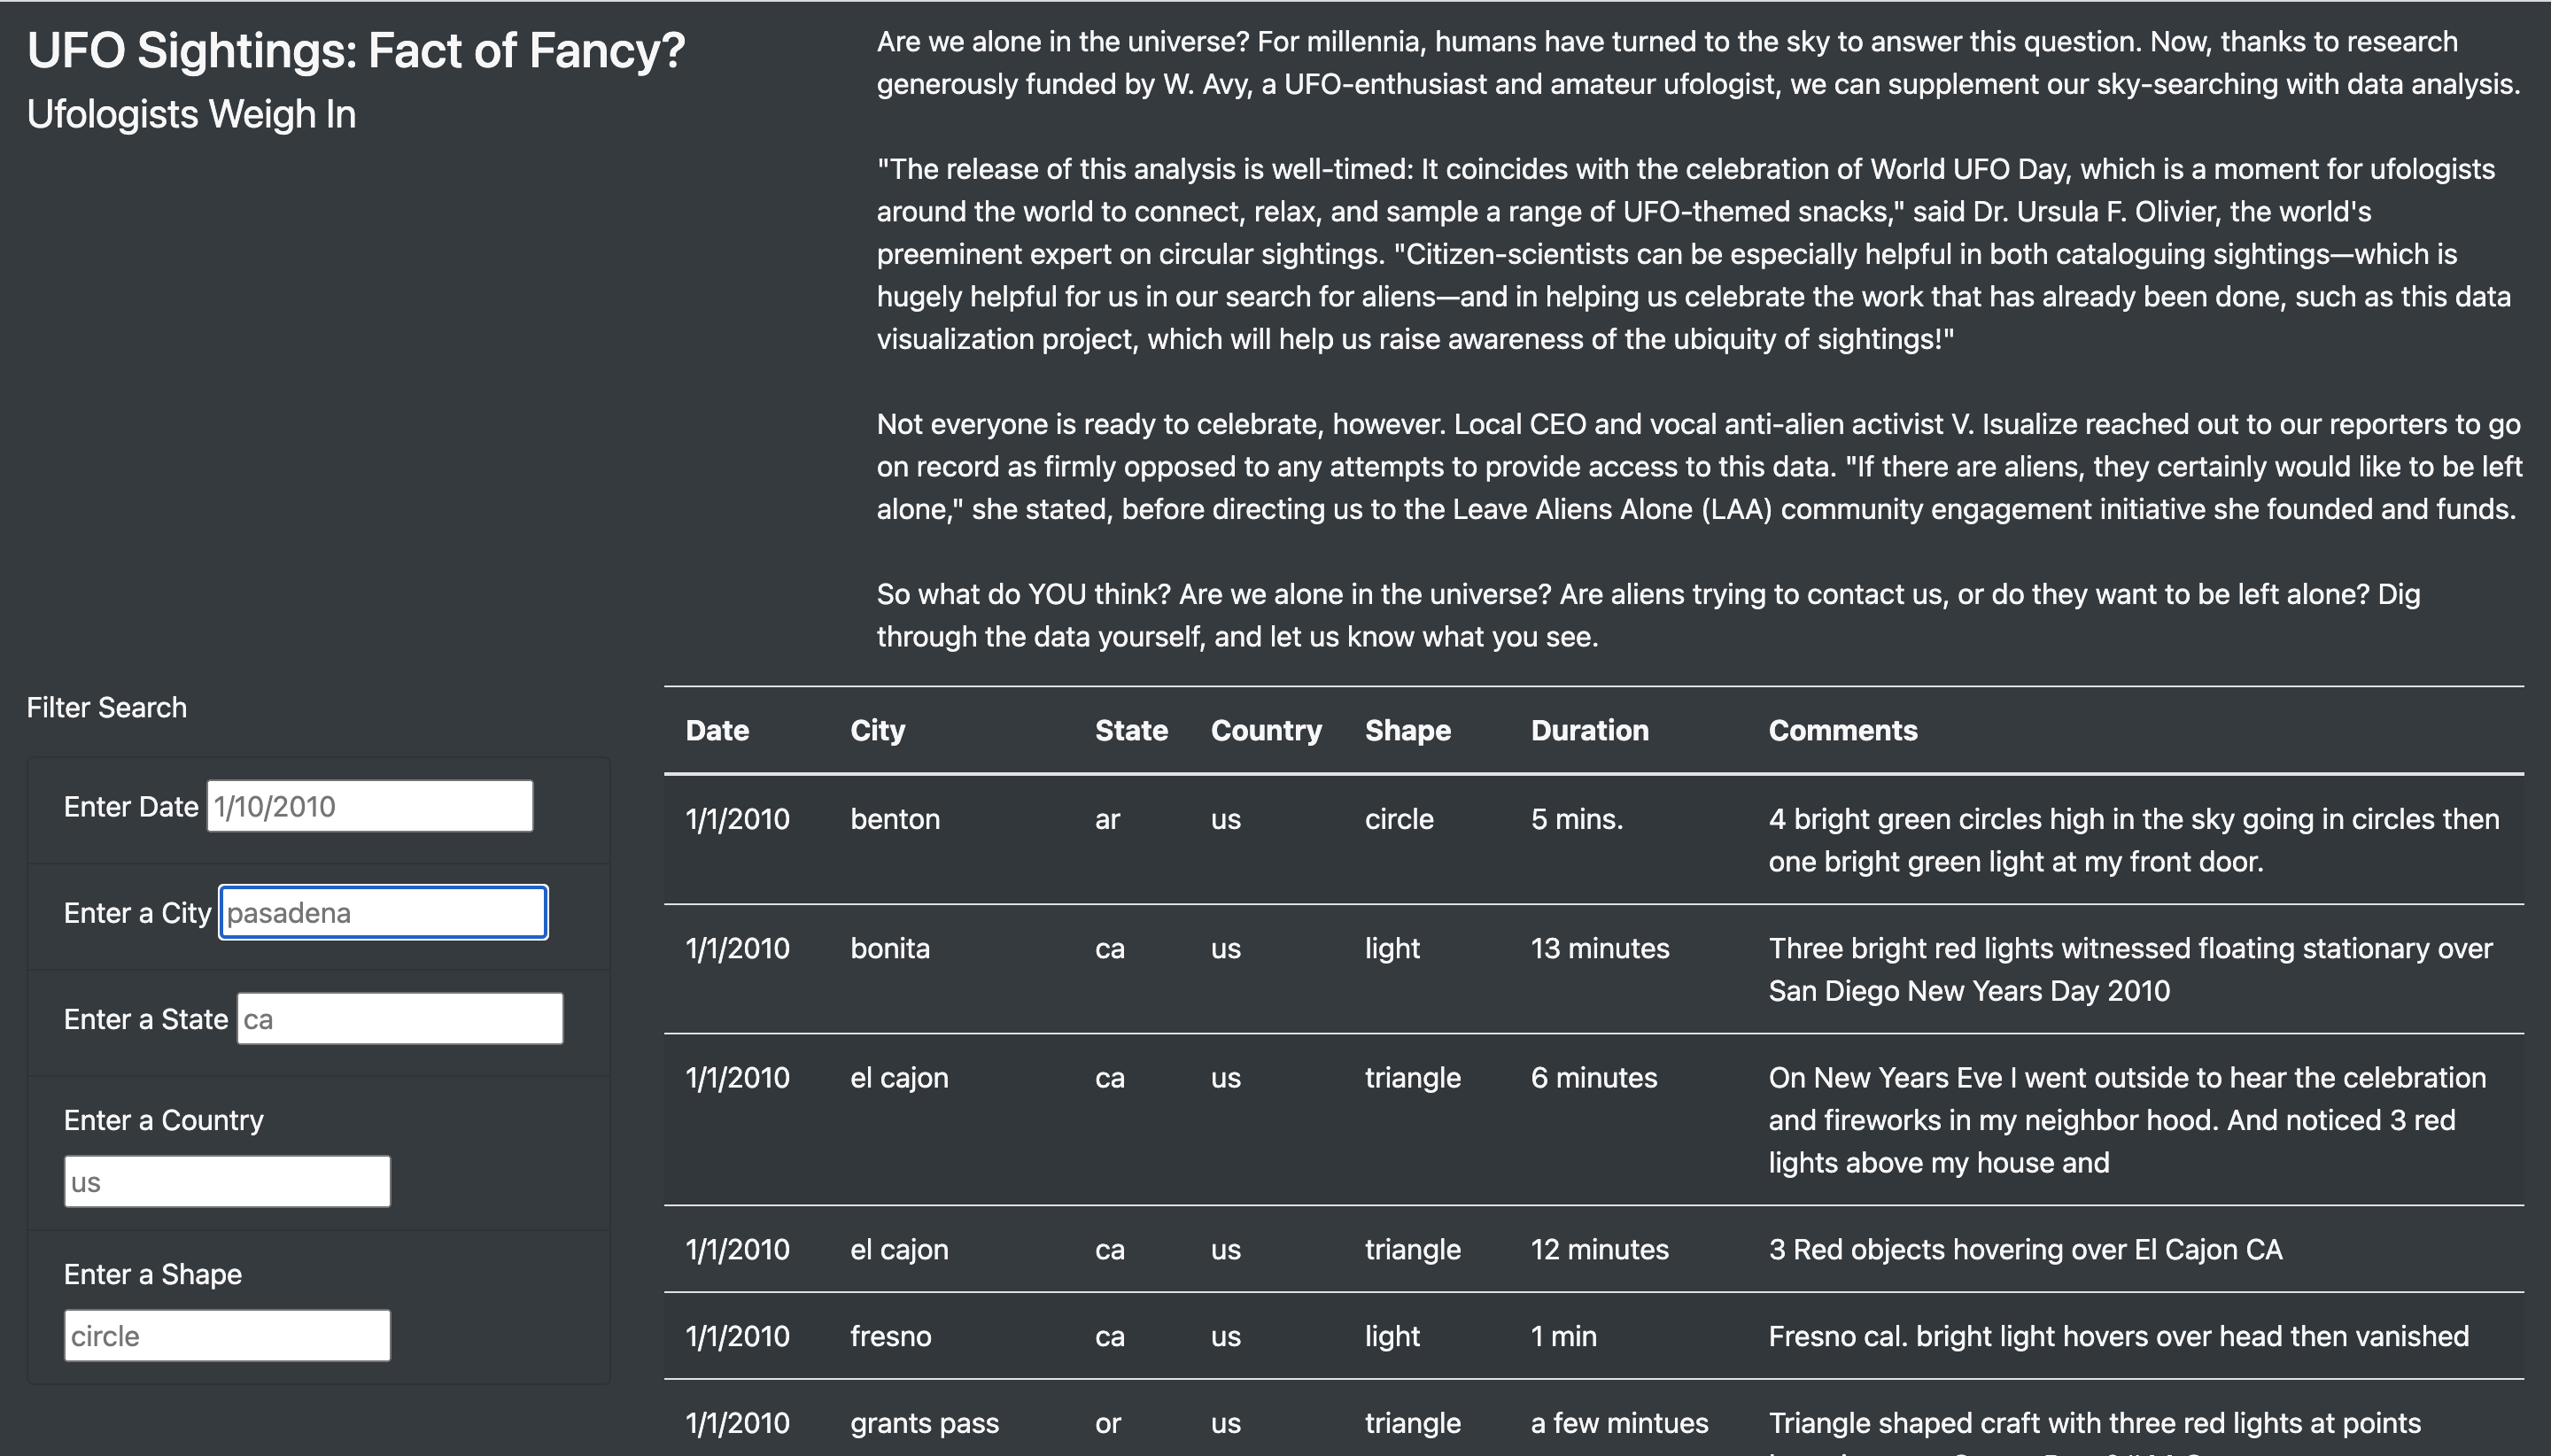 UFO Sightings: Fact of Fancy?
Ufologists Weigh In
Are we alone in the universe? For millennia, humans have turned to the sky to answer this question. Now, thanks to research
generously funded by W. Avy, a UFO-enthusiast and amateur ufologist, we can supplement our sky-searching with data analysis.
"The release of this analysis is well-timed: It coincides with the celebration of World UFO Day, which is a moment for ufologists
around the world to connect, relax, and sample a range of UFO-themed snacks," said Dr. Ursula F. Olivier, the world's
preeminent expert on circular sightings. "Citizen-scientists can be especially helpful in both cataloguing sightings—which is
hugely helpful for us in our search for aliens—and in helping us celebrate the work that has already been done, such as this data
visualization project, which will help us raise awareness of the ubiquity of sightings!"
Not everyone is ready to celebrate, however. Local CEO and vocal anti-alien activist V. Isualize reached out to our reporters to go
on record as firmly opposed to any attempts to provide access to this data. "If there are aliens, they certainly would like to be left
alone," she stated, before directing us to the Leave Aliens Alone (LAA) community engagement initiative she founded and funds.
So what do YOU think? Are we alone in the universe? Are aliens trying to contact us, or do they want to be left alone? Dig
through the data yourself, and let us know what you see.
Filter Search
Enter Date 1/10/2010
Enter a City pasadena
Enter a State ca
Enter a Country
us
Enter a Shape
circle
Date City State Country Shape Duration Comments
1/1/2010 benton ar us circle 5 mins. 4 bright green circles high in the sky going in circles then
one bright green light at my front door.
1/1/2010 bonita ca us light 13 minutes Three bright red lights witnessed floating stationary over
San Diego New Years Day 2010
1/1/2010 el cajon ca us triangle 6 minutes On New Years Eve I went outside to hear the celebration
and fireworks in my neighbor hood. And noticed 3 red
lights above my house and
1/1/2010 el cajon ca us triangle 12 minutes 3 Red objects hovering over El Cajon CA
1/1/2010 fresno ca us light 1 min Fresno cal. bright light hovers over head then vanished
1/1/2010 grants pass or us triangle a few mintues Triangle shaped craft with three red lights at points